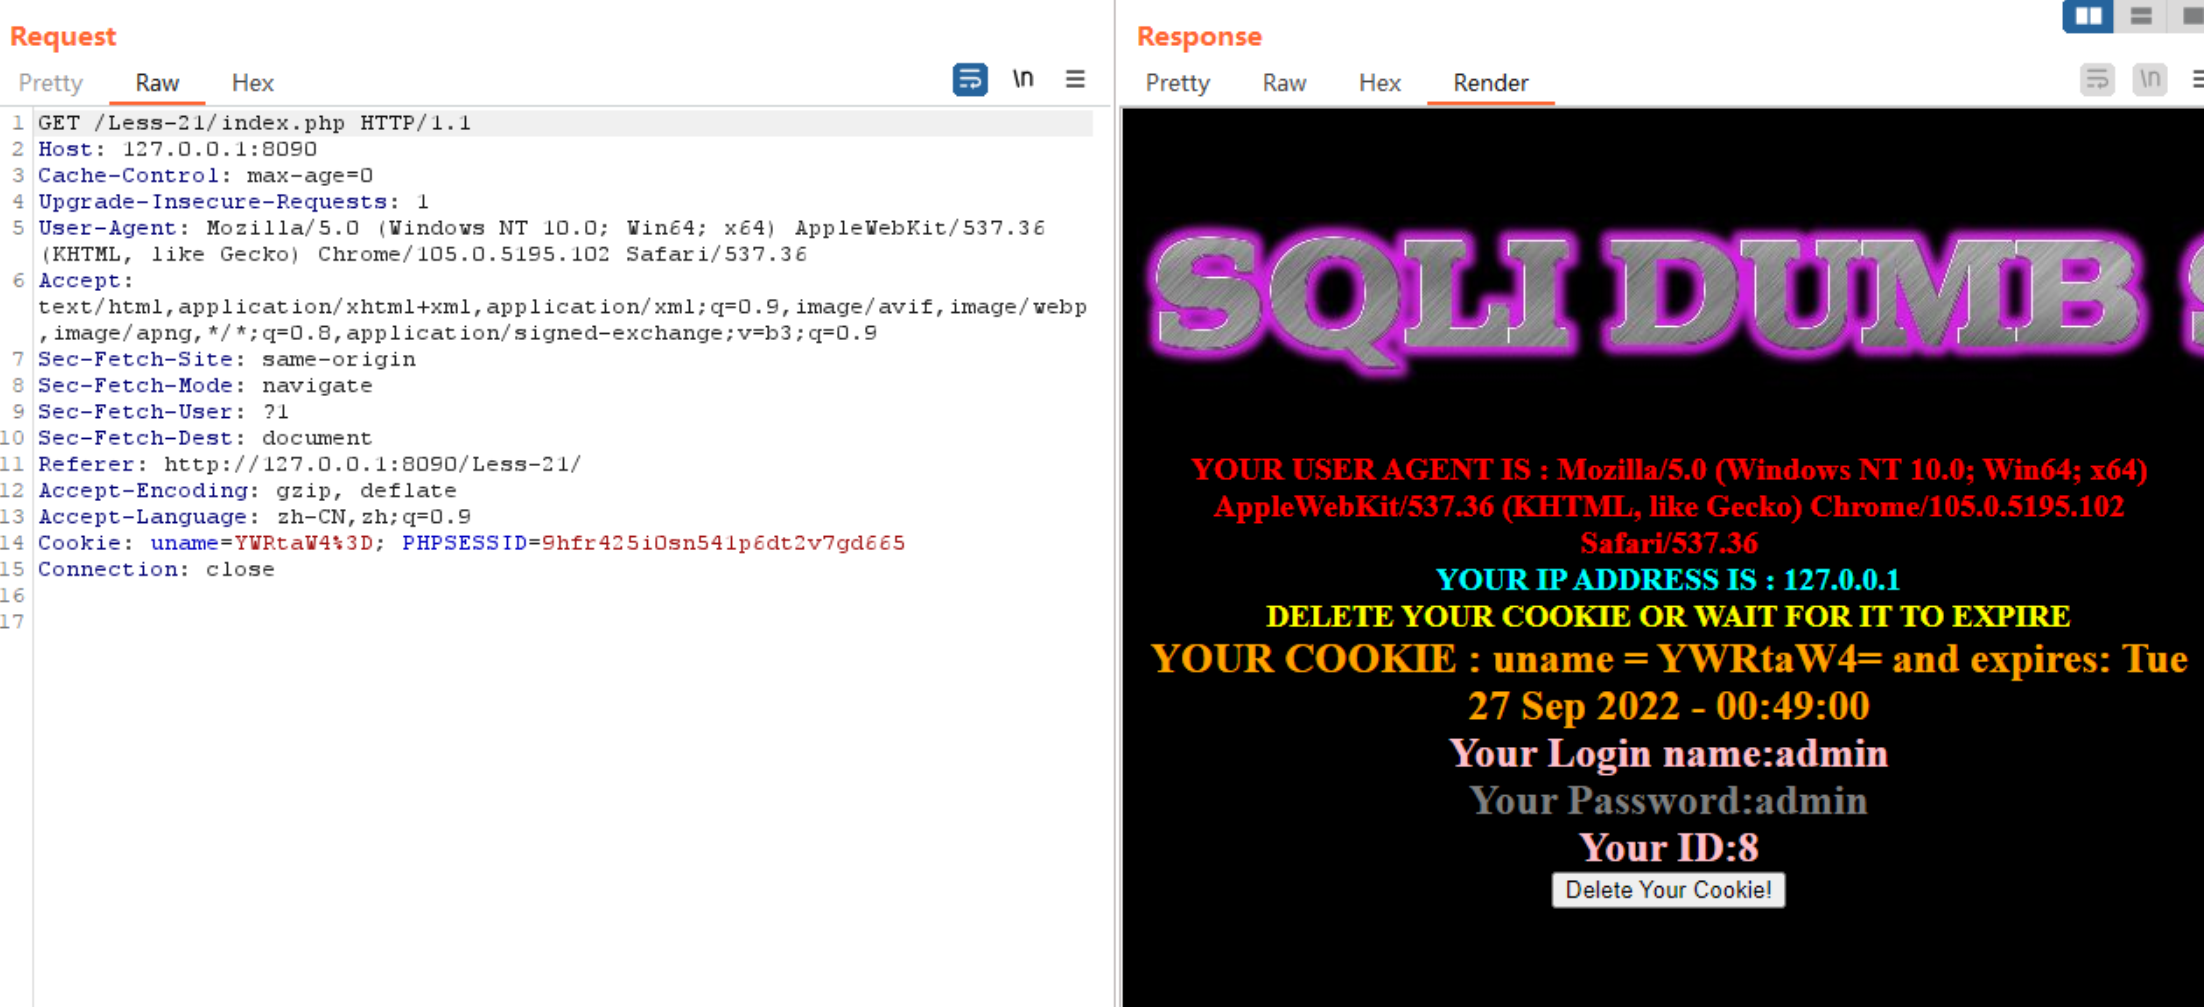 Request
Pretty Raw Hex
\n
1 GET /Less-21/index.php HTTP/1.1
2 Host: 127.0.0.1:8090
3 Cache-Control: max-age=0
4 Upgrade-Insecure-Requests: 1
5 User-Agent: Mozilla/5.0 (Windows NT 10.0; Win64; x64) AppleWebKit/537.36
(KHTML, like Gecko) Chrome/105.0.5195.102 Safari/537.36
6 Accept:
text/html,application/xhtml+xml,application/xml;q=0.9,image/avif,image/webp
,image/apng,*/*;q=0.8,application/signed-exchange;v=b3;q=0.9
7 Sec-Fetch-Site: same-origin
8 Sec-Fetch-Mode: navigate
9 Sec-Fetch-User: ?1
10 Sec-Fetch-Dest: document
11 Referer: http://127.0.0.1:8090/Less-21/
12 Accept-Encoding: gzip, deflate
13 Accept-Language: zh-CN,zh;q=0.9
14 Cookie: uname=YWRtaW4%3D; PHPSESSID=9hfr425i0sn541p6dt2v7gd665
15 Connection: close
16
17
Response
Pretty Raw Hex Render
\n
SQLI DUMB S
YOUR USER AGENT IS : Mozilla/5.0 (Windows NT 10.0; Win64; x64)
AppleWebKit/537.36 (KHTML, like Gecko) Chrome/105.0.5195.102
Safari/537.36
YOUR IP ADDRESS IS : 127.0.0.1
DELETE YOUR COOKIE OR WAIT FOR IT TO EXPIRE
YOUR COOKIE : uname = YWRtaW4= and expires: Tue
27 Sep 2022 - 00:49:00
Your Login name:admin
Your Password:admin
Your ID:8
Delete Your Cookie!